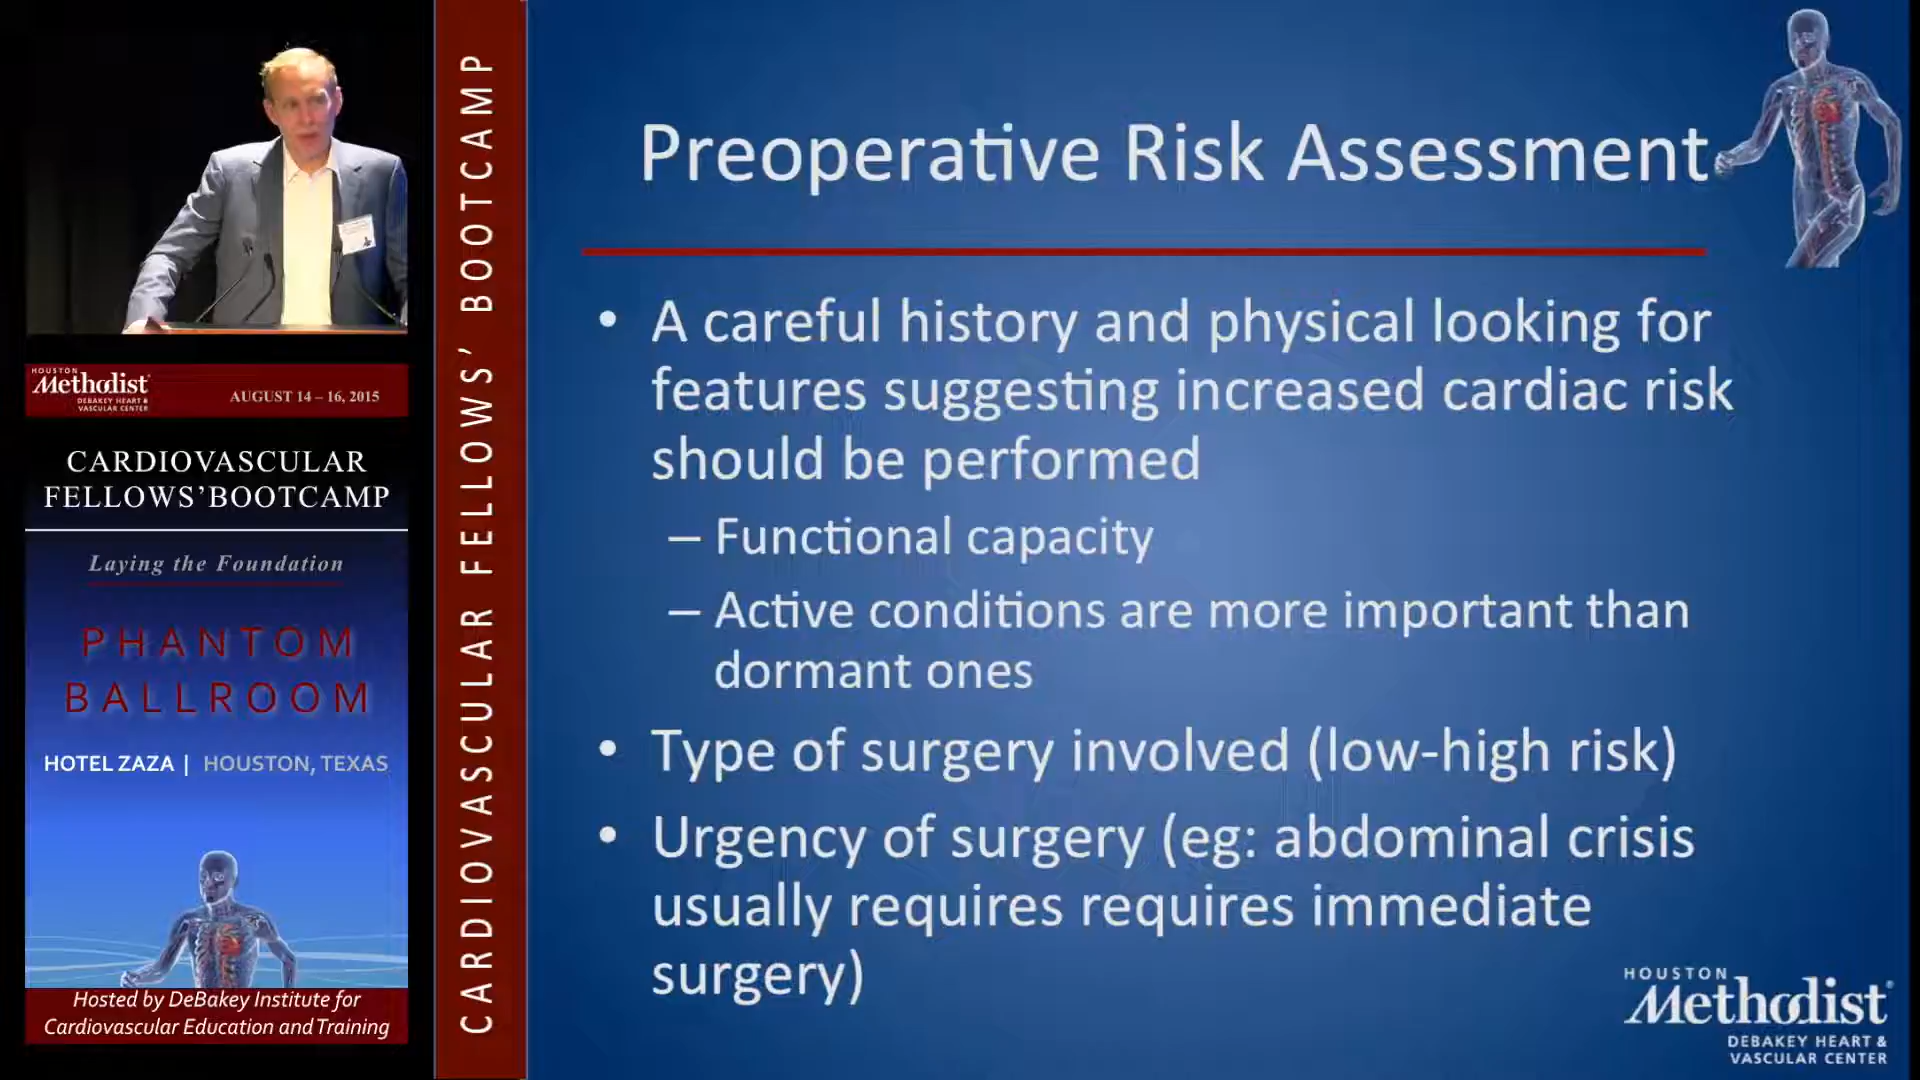 HOUSTON
Methodist
DEBAKEY HEART &
VASCULAR CENTER
AUGUST 14 – 16, 2015
CARDIOVASCULAR
FELLOWS'BOOTCAMP
Laying the Foundation
PHANTOM
BALLROOM
HOTEL ZAZA | HOUSTON, TEXAS
Hosted by DeBakey Institute for
Cardiovascular Education and Training
CARDIOVASCULAR FELLOWS' BOOTCAMP
Preoperative Risk Assessment
• A careful history and physical looking for
features suggesting increased cardiac risk
should be performed
– Functional capacity
– Active conditions are more important than
dormant ones
• Type of surgery involved (low-high risk)
• Urgency of surgery (eg: abdominal crisis
usually requires requires immediate
surgery)
HOUSTON
Methodist
DEBAKEY HEART &
VASCULAR CENTER